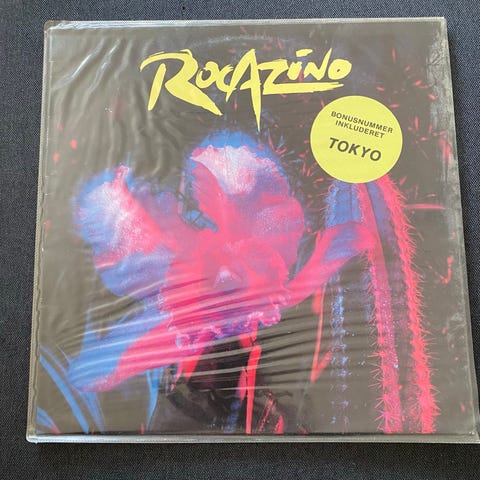 ROCAZINO
BONUSNUMMER
INKLUDERET
TOKYO